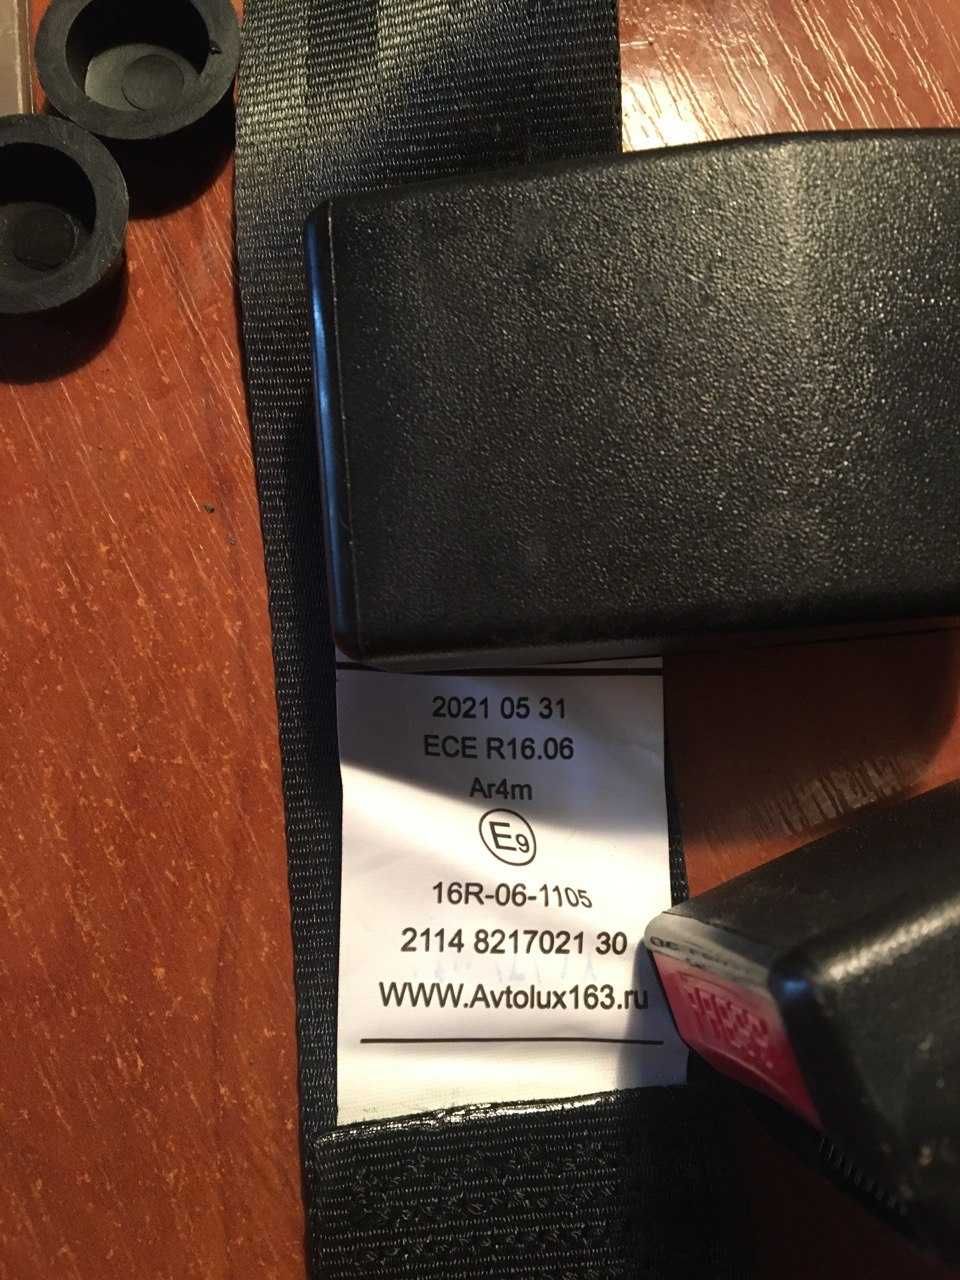 2021 05 31
ECE R16.06
Ar4m
E9
16R-06-1105
2114 8217021 30
WWW.Avtolux163.ru